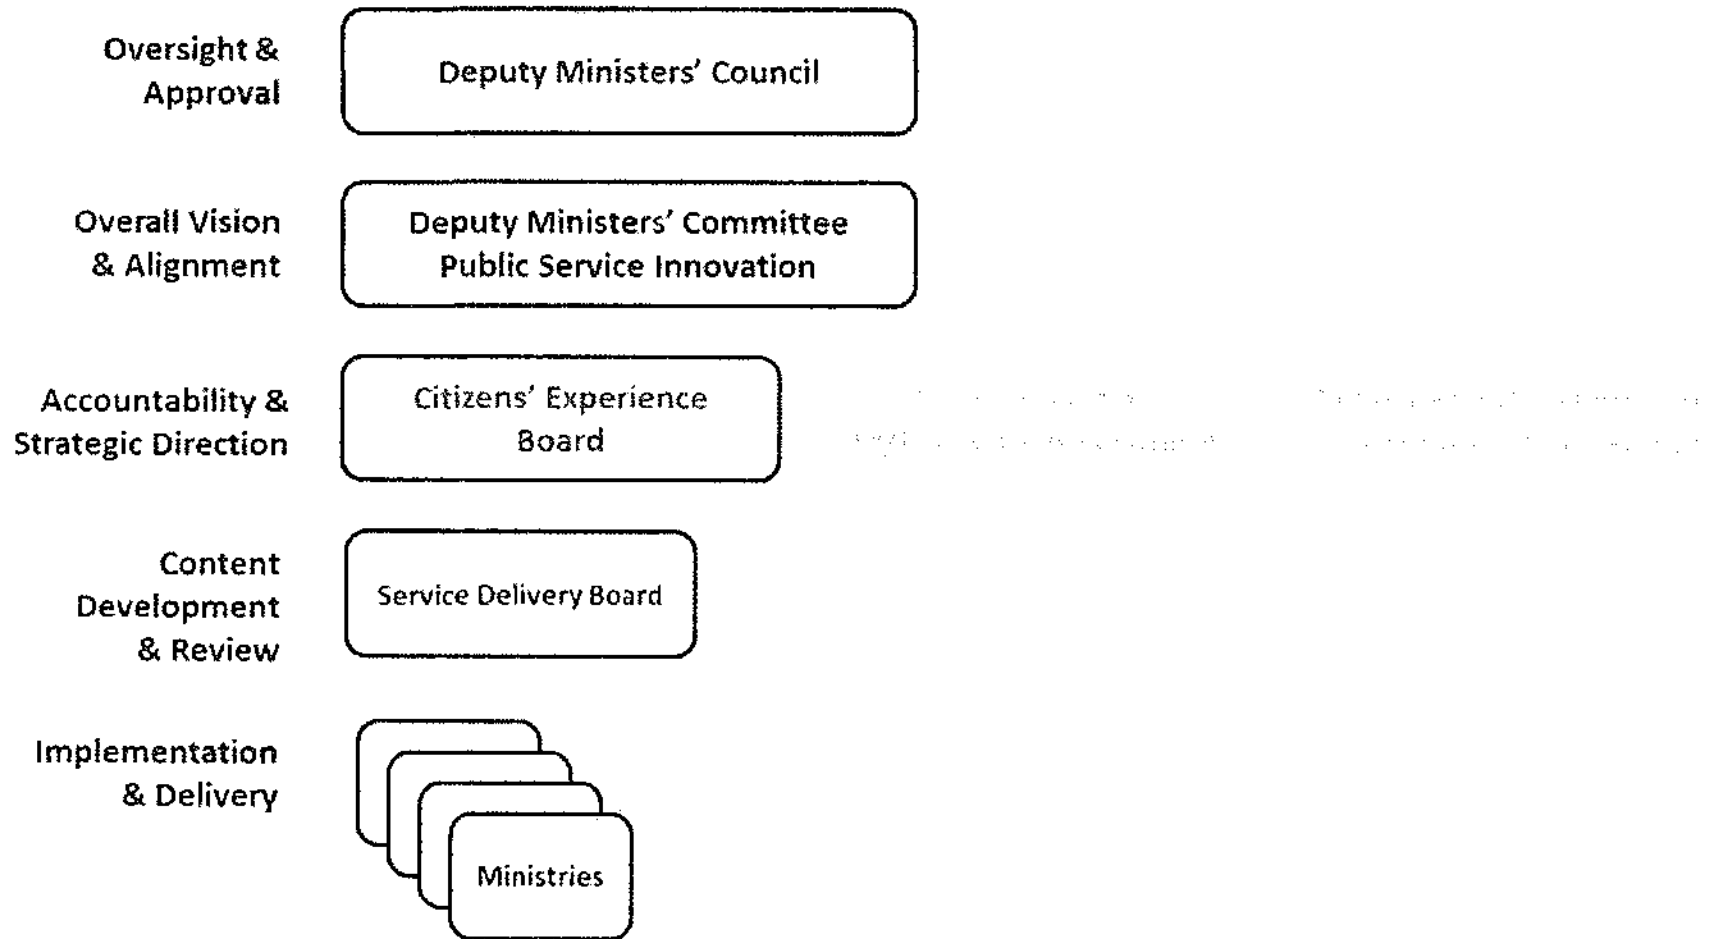 Oversight &
Approval
Deputy Ministers' Council
Overall Vision
& Alignment
Deputy Ministers' Committee
Public Service Innovation
Accountability &
Strategic Direction
Citizens' Experience
Board
Content
Development
& Review
Service Delivery Board
Implementation
& Delivery
Ministries